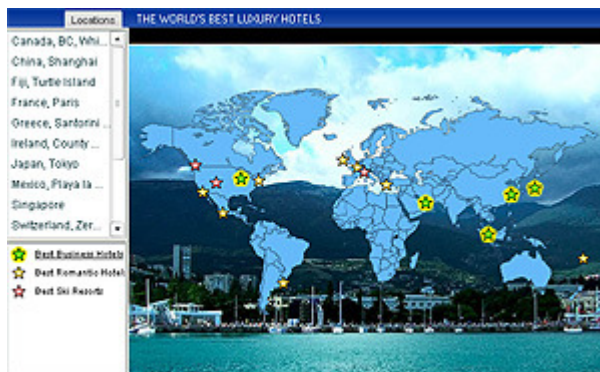 Locations
THE WORLD'S BEST LUXURY HOTELS
Canada, BC, Whi...
China, Shanghai
Fiji, Turtle Island
France, Paris
Greece, Santorini ...
Ireland, County ...
Japan, Tokyo
Mexico, Playa la ...
Singapore
Switzerland, Zer...
Best Business Hotels
Best Romantic Hotels
Best Ski Resorts